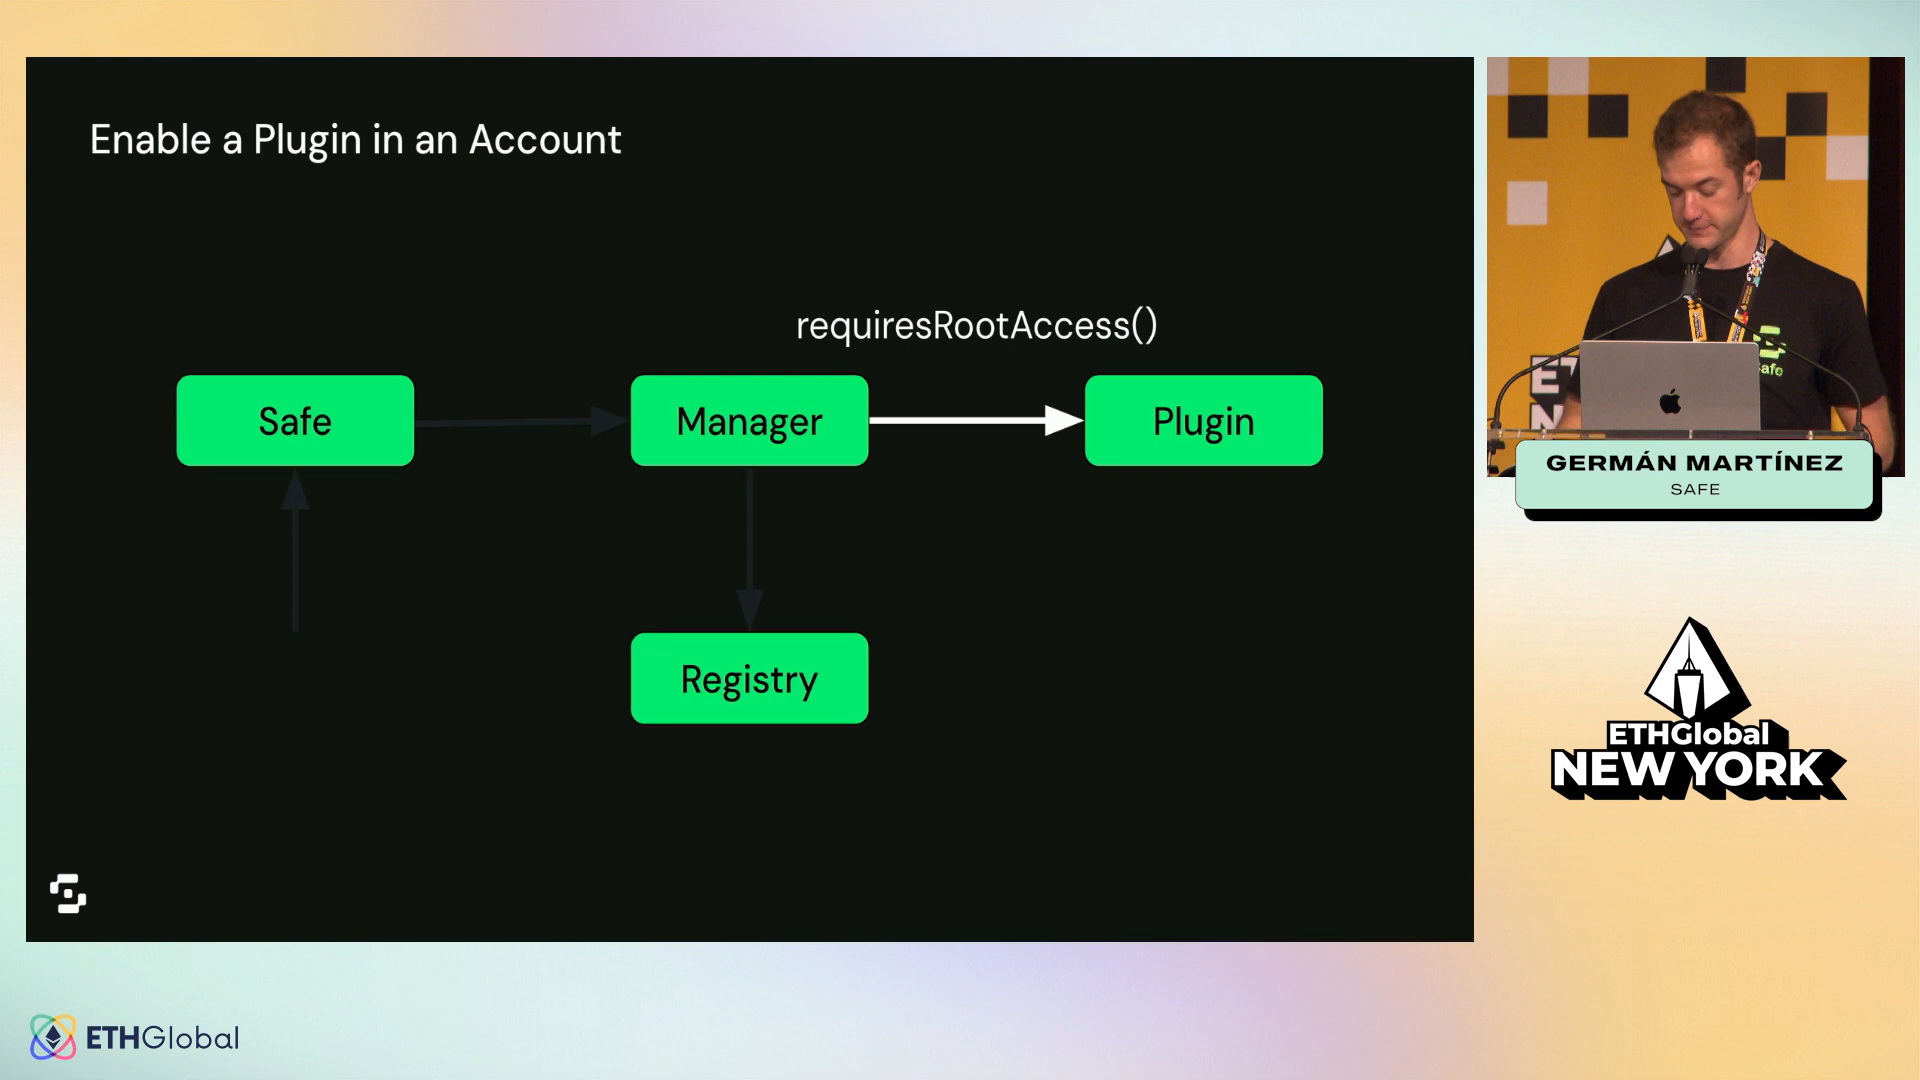 Enable a Plugin in an Account
requiresRootAccess()
Safe
Manager
Plugin
Registry
GERMÁN MARTÍNEZ
SAFE
ETHGlobal
NEW YORK
ETHGlobal